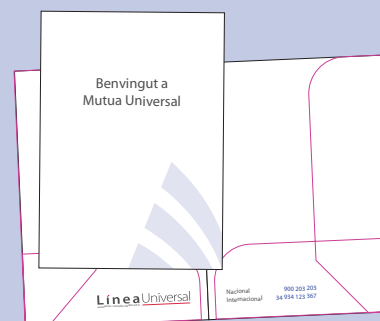 Benvingut a
Mutua Universal
LíneaUniversal
Nacional 900 203 203
Internacional 34 934 123 367